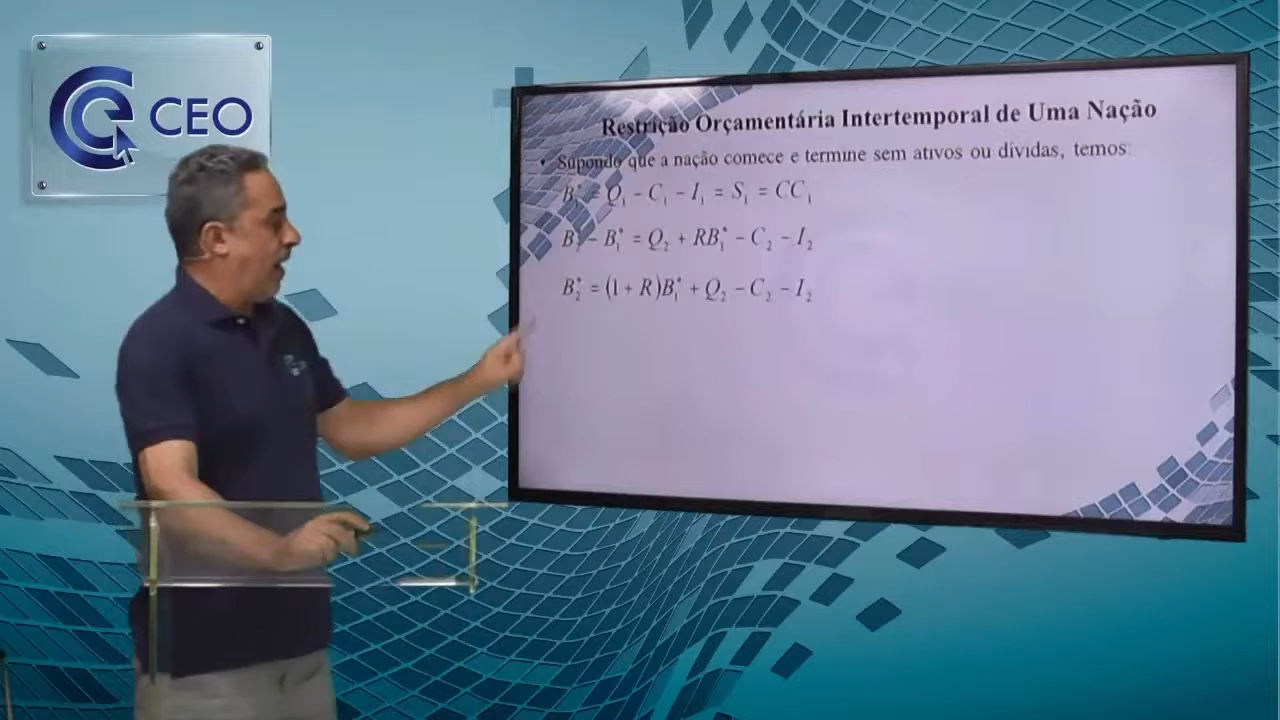 CEO
Restrição Orçamentária Intertemporal de Uma Nação
• Supondo que a nação comece e termine sem ativos ou dívidas, temos:
B₁* = Q₁ - C₁ - I₁ = S₁ = CC₁
B₂* - B₁* = Q₂ + RB₁* - C₂ - I₂
B₂* = (1 + R)B₁* + Q₂ - C₂ - I₂